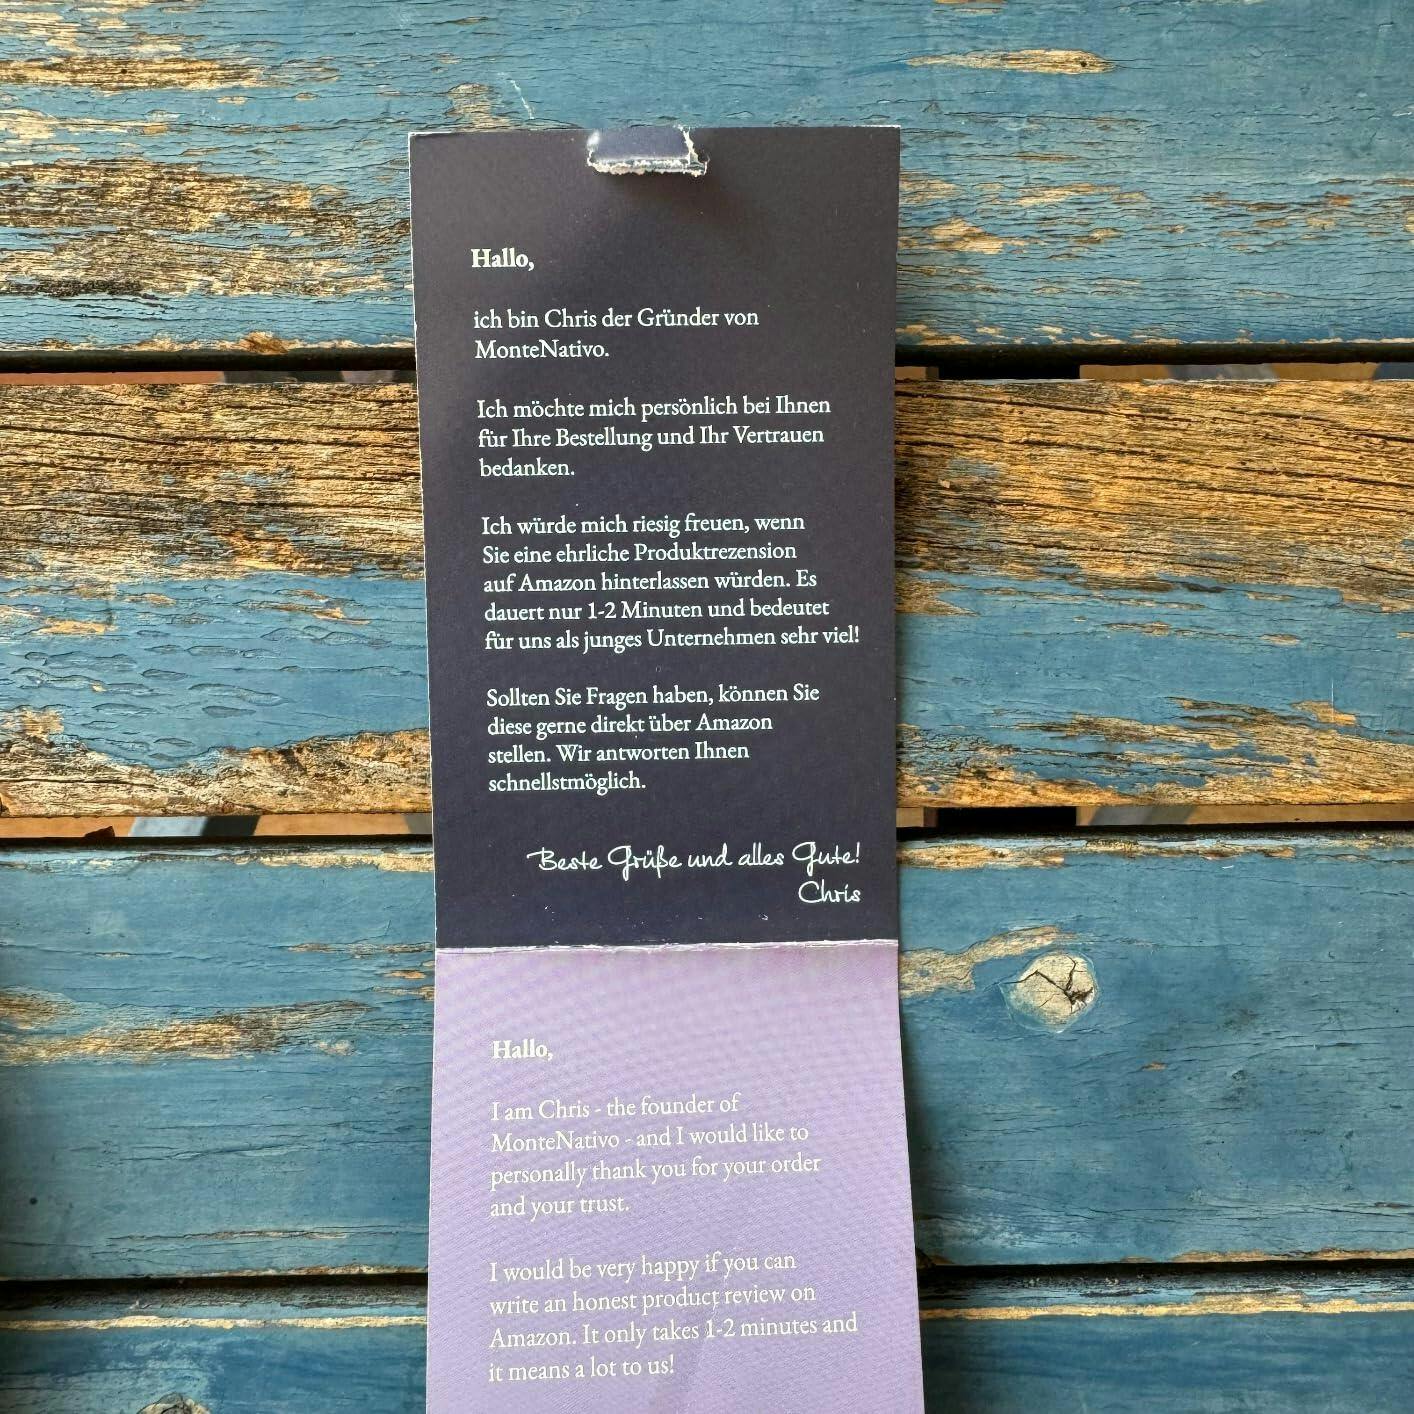 Hallo,
ich bin Chris der Gründer von
MonteNativo.
Ich möchte mich persönlich bei Ihnen
für Ihre Bestellung und Ihr Vertrauen
bedanken.
Ich würde mich riesig freuen, wenn
Sie eine ehrliche Produktrezension
auf Amazon hinterlassen würden. Es
dauert nur 1-2 Minuten und bedeutet
für uns als junges Unternehmen sehr viel!
Sollten Sie Fragen haben, können Sie
diese gerne direkt über Amazon
stellen. Wir antworten Ihnen
schnellstmöglich.
Beste Grüße und alles Gute!
Chris
Hallo,
I am Chris - the founder of
MonteNativo - and I would like to
personally thank you for your order
and your trust.
I would be very happy if you can
write an honest product review on
Amazon. It only takes 1-2 minutes and
it means a lot to us!